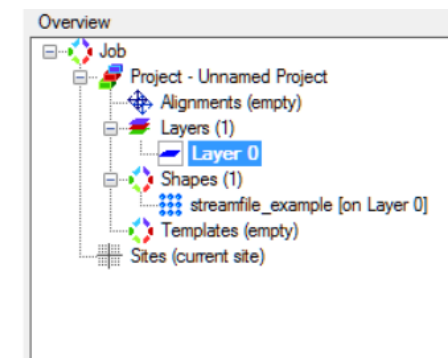 Overview
Job
Project - Unnamed Project
Alignments (empty)
Layers (1)
Layer 0
Shapes (1)
streamfile_example [on Layer 0]
Templates (empty)
Sites (current site)